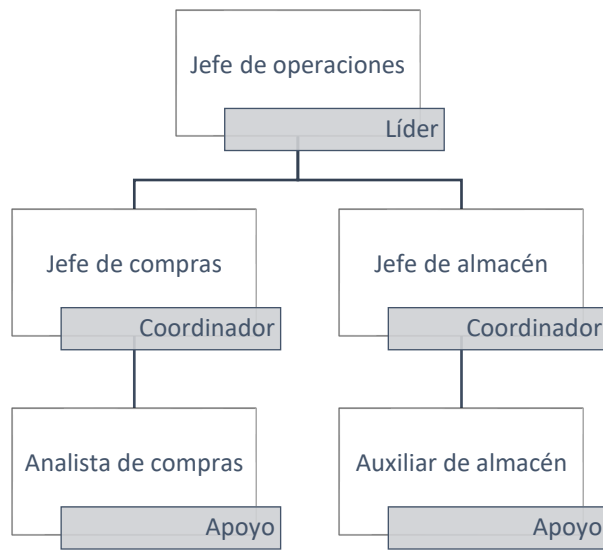 Jefe de operaciones
Líder
Jefe de compras
Coordinador
Jefe de almacén
Coordinador
Analista de compras
Apoyo
Auxiliar de almacén
Apoyo